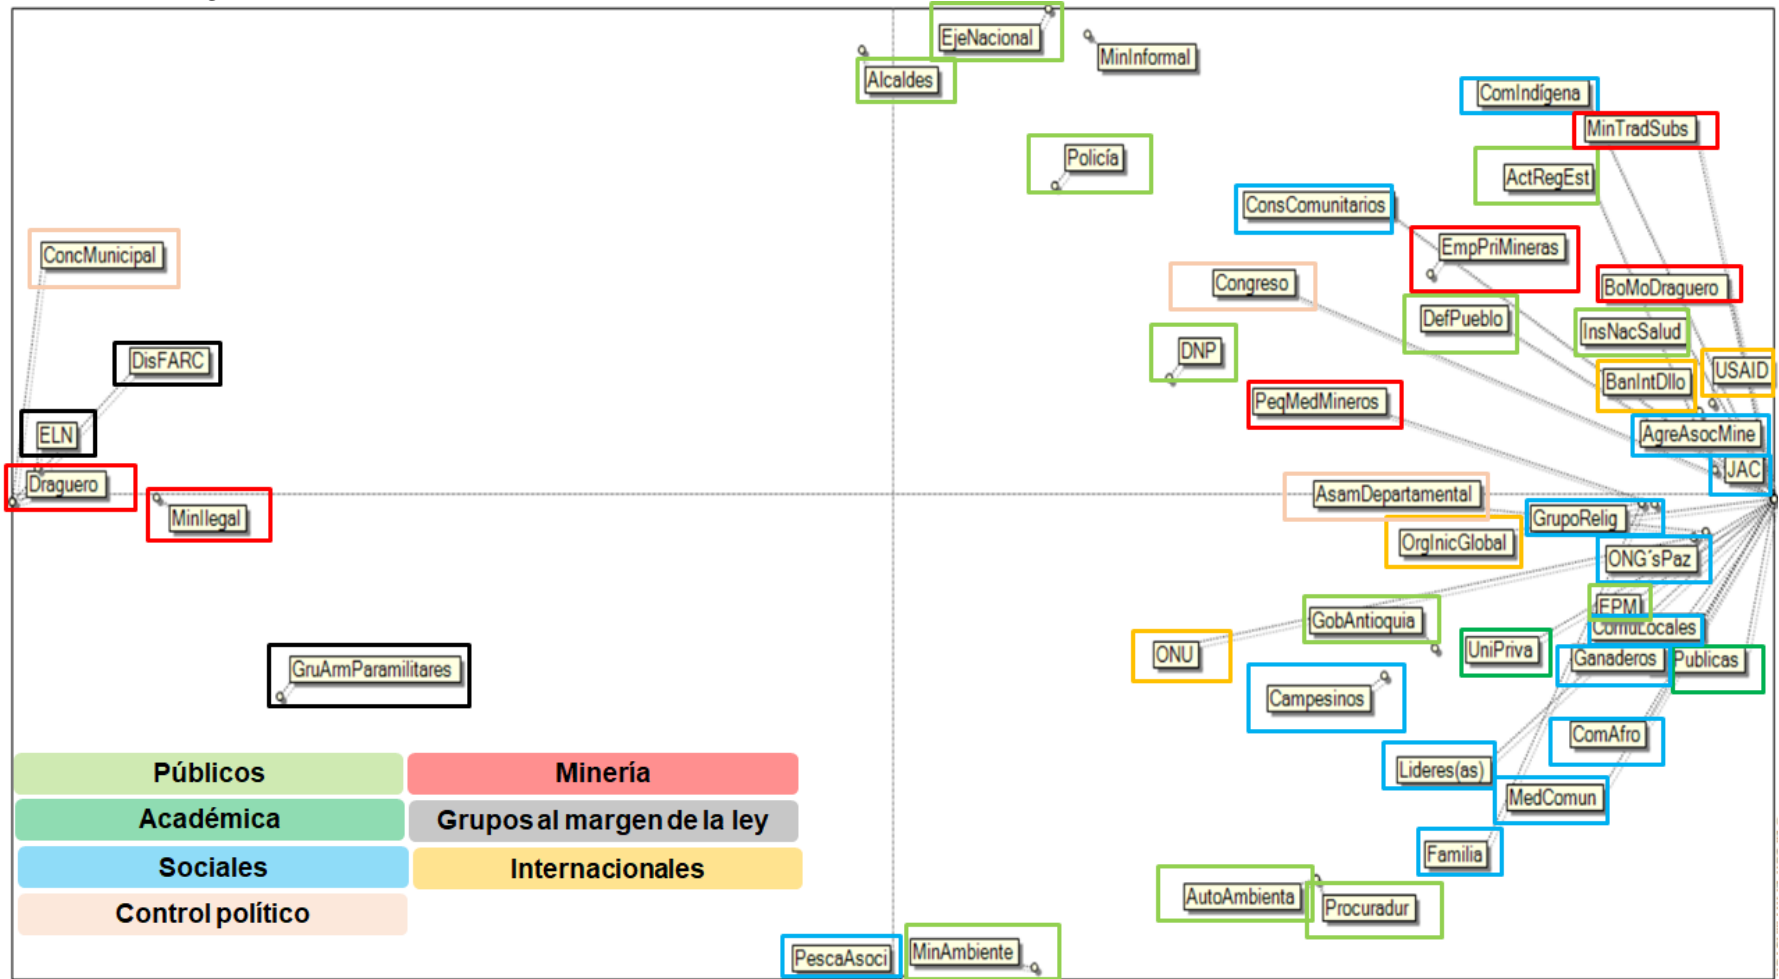 EjeNacional
MinInformal
Alcaldes
ComIndígena
MinTradSubs
Policía
ActRegEst
ConsComunitarios
ConcMunicipal
EmpPriMineras
Congreso
BoMoDraguero
DefPueblo
InsNacSalud
DisFARC
DNP
USAID
BanIntDllo
PeqMedMineros
ELN
AgreAsocMine
JAC
Draguero
AsamDepartamental
MinIlegal
GrupoRelig
OrgInicGlobal
ONG´sPaz
EPM
GobAntioquia
ComuLocales
UniPriva
ONU
Ganaderos
Publicas
GruArmParamilitares
Campesinos
ComAfro
Lideres(as)
MedComun
Familia
AutoAmbienta
Procuradur
PescaAsoci
MinAmbiente
Públicos
Minería
Académica
Grupos al margen de la ley
Sociales
Internacionales
Control político